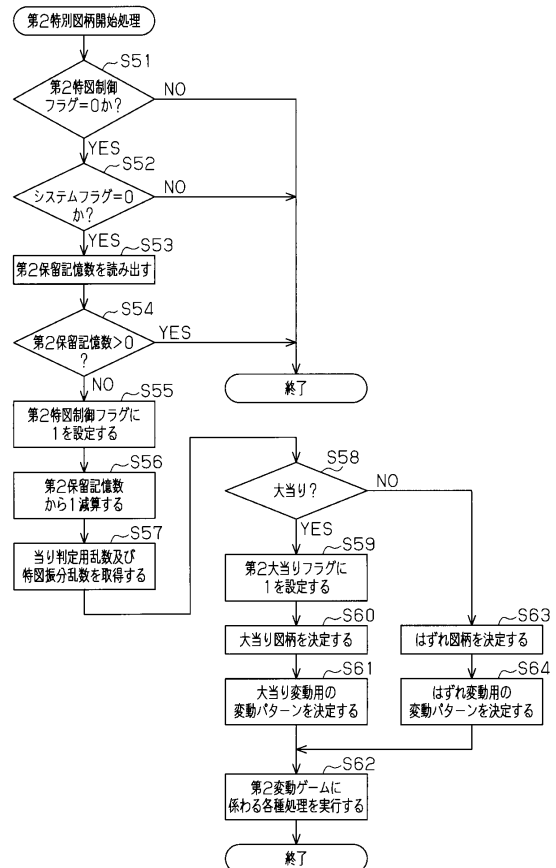 第2特別図柄開始処理
S51
第2特図制御
フラグ=0か?
NO
YES
S52
システムフラグ=0
か?
NO
YES
S53
第2保留記憶数を読み出す
S54
第2保留記憶数>0
?
YES
NO
終了
S55
第2特図制御フラグに
1を設定する
S56
第2保留記憶数
から1減算する
S57
当り判定用乱数及び
特図振分乱数を取得する
S58
大当り?
NO
YES
S59
第2大当りフラグに
1を設定する
S60
大当り図柄を決定する
S61
大当り変動用の
変動パターンを決定する
S63
はずれ図柄を決定する
S64
はずれ変動用の
変動パターンを決定する
S62
第2変動ゲームに
係わる各種処理を実行する
終了